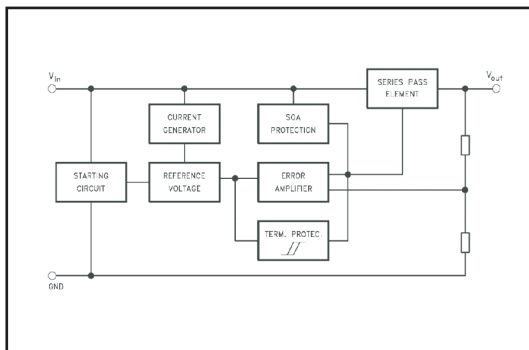 Vin
Vout
SERIES PASS
ELEMENT
CURRENT
GENERATOR
SOA
PROTECTION
STARTING
CIRCUIT
REFERENCE
VOLTAGE
ERROR
AMPLIFIER
TERM. PROTEC.
GND